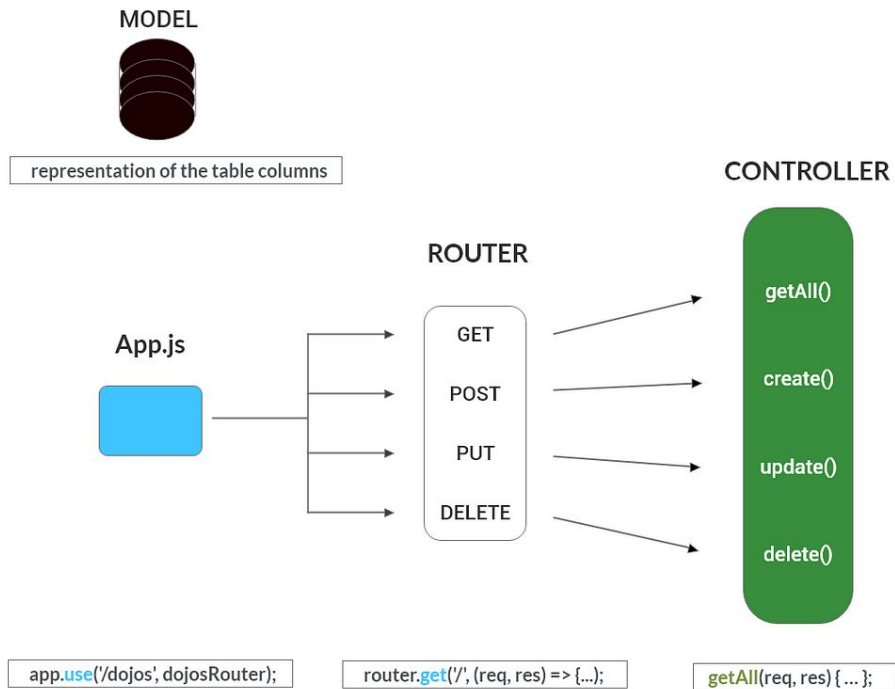 MODEL
representation of the table columns
CONTROLLER
ROUTER
App.js
GET
POST
PUT
DELETE
getAll()
create()
update()
delete()
app.use('/dojos', dojosRouter);
router.get('/', (req, res) => {...);
getAll(req, res) { ... };